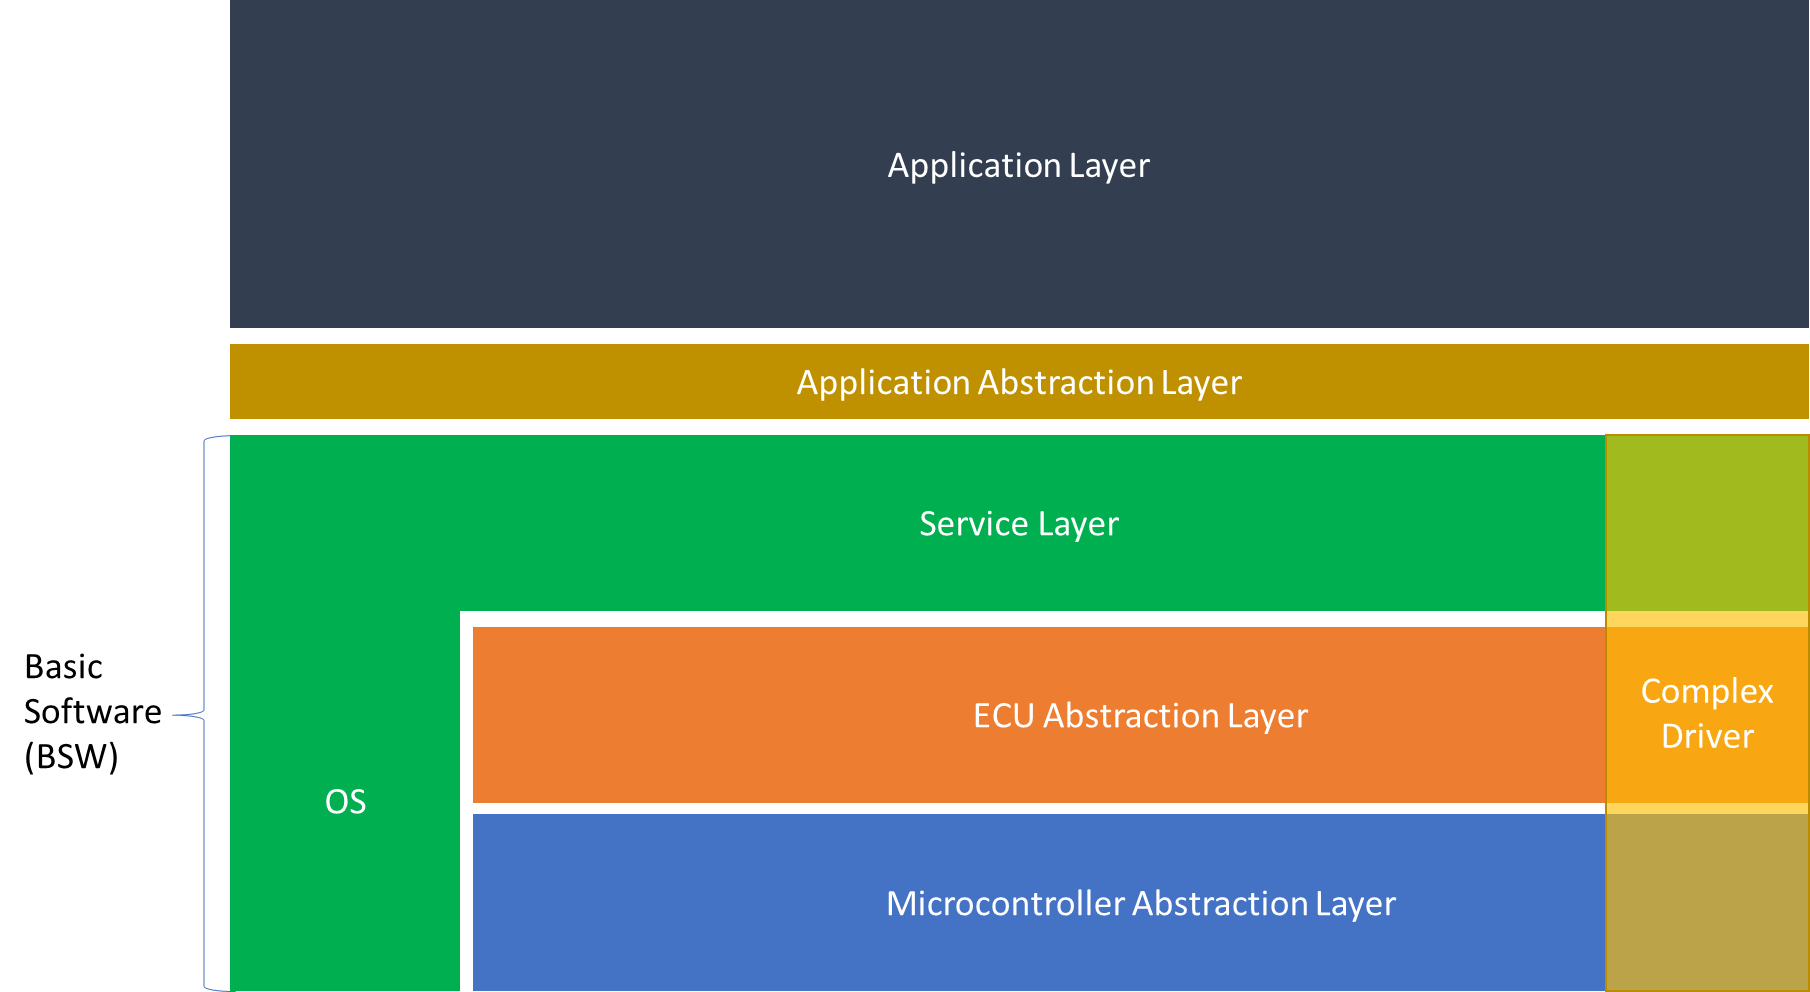 Application Layer
Application Abstraction Layer
Service Layer
Basic
Software
(BSW)
OS
ECU Abstraction Layer
Complex
Driver
Microcontroller Abstraction Layer